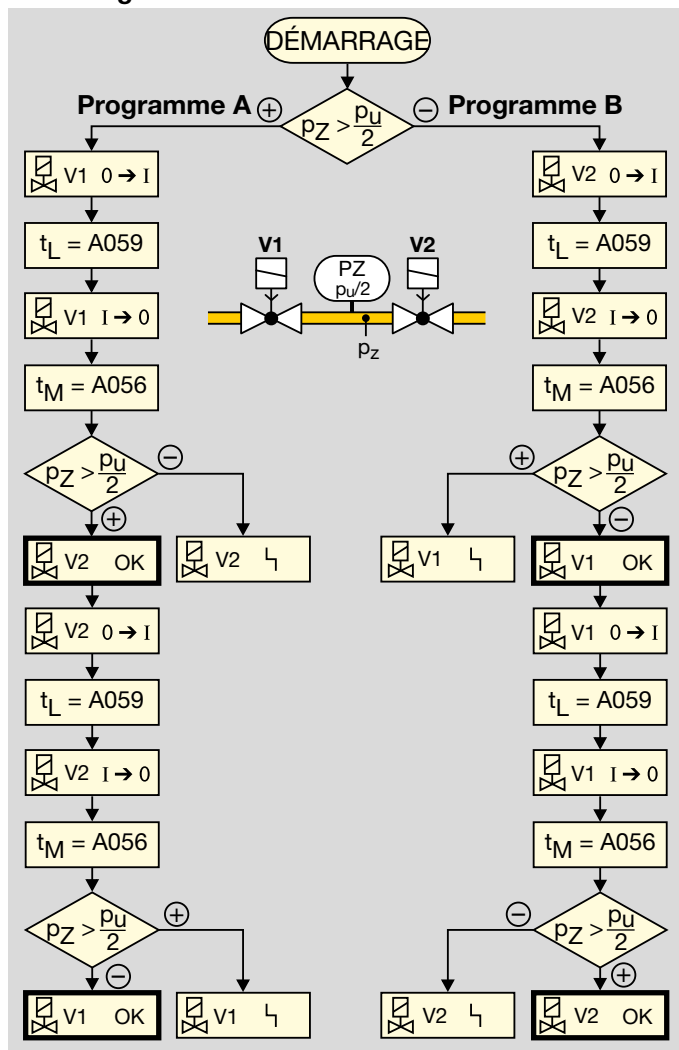 DÉMARRAGE
Programme A + − Programme B
pZ > pu/2
V1 0 → I
tL = A059
V1 I → 0
tM = A056
pZ > pu/2
−
+
V2 OK
V2
V2 0 → I
tL = A059
V2 I → 0
tM = A056
pZ > pu/2
+
−
V1 OK
V1
V1
PZ
pu/2
V2
pz
V2 0 → I
tL = A059
V2 I → 0
tM = A056
pZ > pu/2
+
−
V1
V1 OK
V1 0 → I
tL = A059
V1 I → 0
tM = A056
pZ > pu/2
−
+
V2
V2 OK